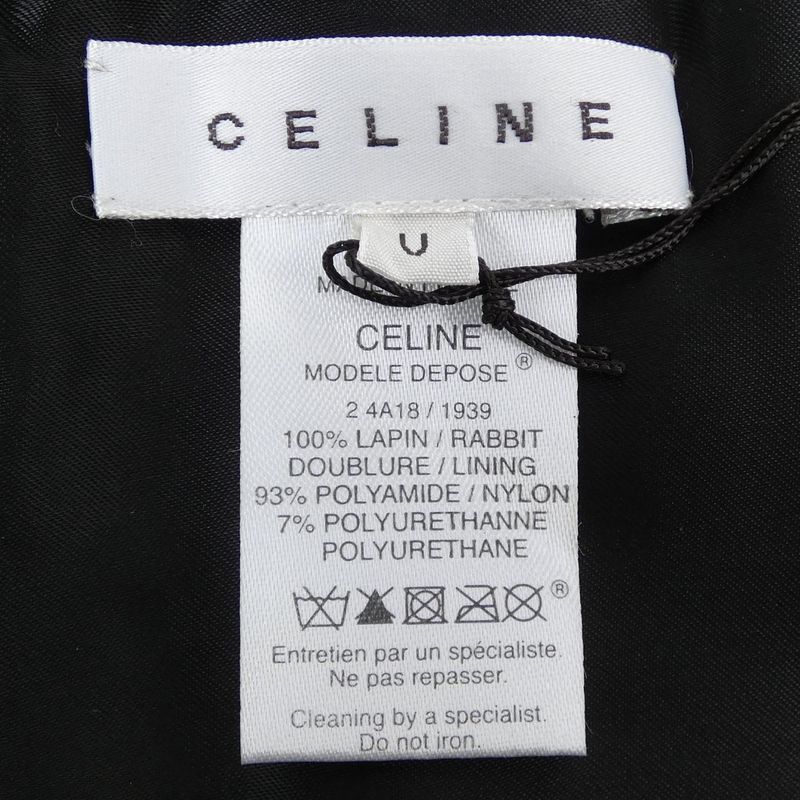 CELINE
U
CELINE
MODELE DEPOSE®
2 4A18 / 1939
100% LAPIN / RABBIT
DOUBLURE / LINING
93% POLYAMIDE / NYLON
7% POLYURETHANNE
POLYURETHANE
®
Entretien par un spécialiste.
Ne pas repasser.
Cleaning by a specialist.
Do not iron.